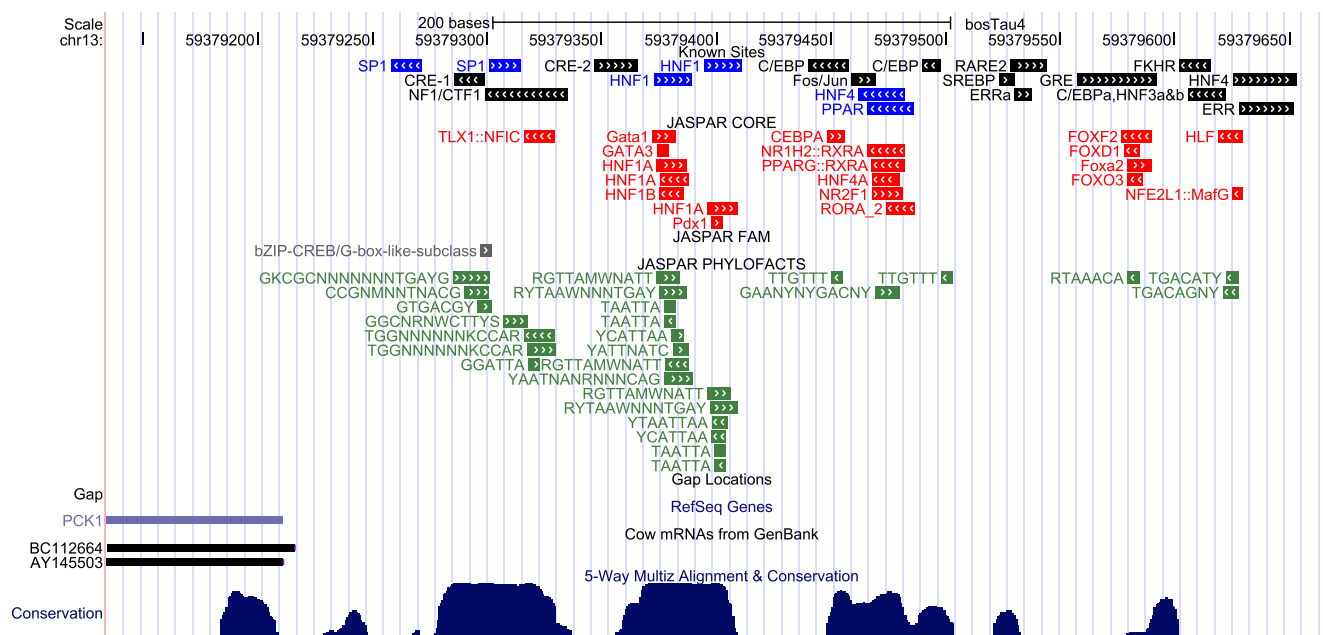 Scale 200 bases bosTau4
chr13: 59379200 59379250 59379300 59379350 59379400 59379450 59379500 59379550 59379600 59379650
Known Sites
SP1 SP1 CRE-2 HNF1 C/EBP C/EBP RARE2 FKHR
CRE-1 HNF1 Fos/Jun SREBP GRE HNF4
NF1/CTF1 HNF4 ERRa C/EBPa,HNF3a&b
PPAR ERR
JASPAR CORE
TLX1::NFIC Gata1 CEBPA FOXF2 HLF
GATA3 NR1H2::RXRA FOXD1
HNF1A PPARG::RXRA Foxa2
HNF1A HNF4A FOXO3
HNF1B NR2F1 NFE2L1::MafG
HNF1A RORA_2
Pdx1
JASPAR FAM
bZIP-CREB/G-box-like-subclass
JASPAR PHYLOFACTS
GKCGCNNNNNNNTGAYG RGTTAMWNATT TTGTTT TTGTTT RTAAACA TGACATY
CCGNMNNTNACG RYTAAWNNNTGAY GAANYNYGACNY TGACAGNY
GTGACGY TAATTA
GGCNRNWCTTYS TAATTA
TGGNNNNNNKCCAR YCATTAA
TGGNNNNNNKCCAR YATTNATC
GGATTA RGTTAMWNATT
YAATNANRNNNCAG
RGTTAMWNATT
RYTAAWNNNTGAY
YTAATTAA
YCATTAA
TAATTA
TAATTA
Gap Locations
Gap
RefSeq Genes
PCK1
Cow mRNAs from GenBank
BC112664
AY145503
5-Way Multiz Alignment & Conservation
Conservation